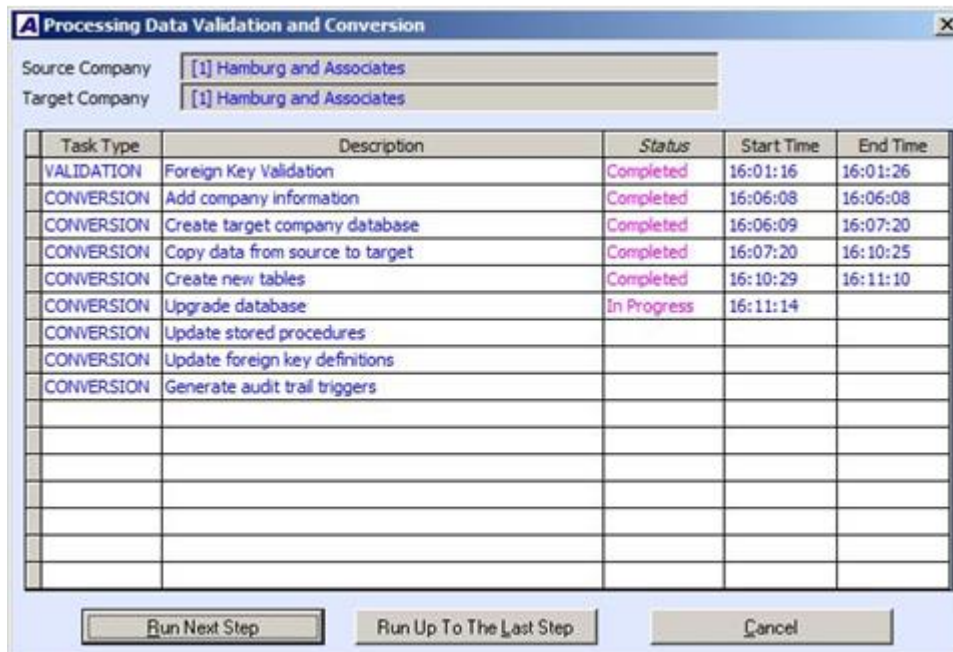 Processing Data Validation and Conversion
Source Company [1] Hamburg and Associates
Target Company [1] Hamburg and Associates
Task Type Description Status Start Time End Time
VALIDATION Foreign Key Validation Completed 16:01:16 16:01:26
CONVERSION Add company information Completed 16:06:08 16:06:08
CONVERSION Create target company database Completed 16:06:09 16:07:20
CONVERSION Copy data from source to target Completed 16:07:20 16:10:25
CONVERSION Create new tables Completed 16:10:29 16:11:10
CONVERSION Upgrade database In Progress 16:11:14
CONVERSION Update stored procedures
CONVERSION Update foreign key definitions
CONVERSION Generate audit trail triggers
Run Next Step Run Up To The Last Step Cancel